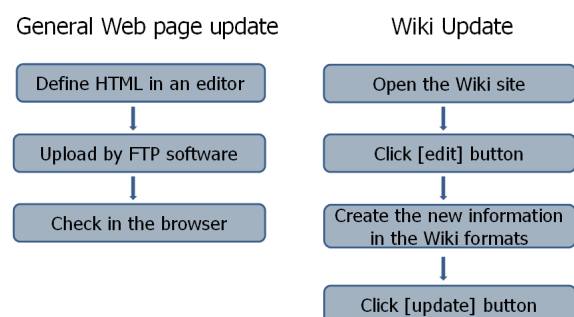 General Web page update
Define HTML in an editor
Upload by FTP software
Check in the browser
Wiki Update
Open the Wiki site
Click [edit] button
Create the new information
in the Wiki formats
Click [update] button